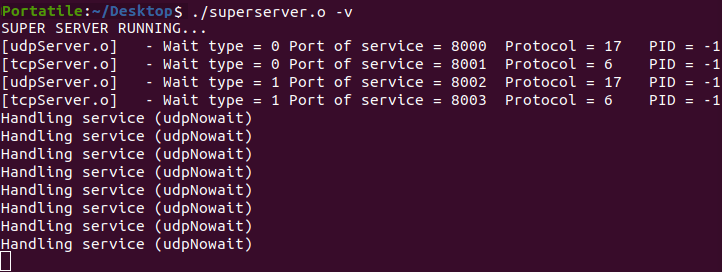 Portatile:~/Desktop$ ./superserver.o -v
SUPER SERVER RUNNING...
[udpServer.o]   - Wait type = 0 Port of service = 8000  Protocol = 17   PID = -1
[tcpServer.o]   - Wait type = 0 Port of service = 8001  Protocol = 6    PID = -1
[udpServer.o]   - Wait type = 1 Port of service = 8002  Protocol = 17   PID = -1
[tcpServer.o]   - Wait type = 1 Port of service = 8003  Protocol = 6    PID = -1
Handling service (udpNowait)
Handling service (udpNowait)
Handling service (udpNowait)
Handling service (udpNowait)
Handling service (udpNowait)
Handling service (udpNowait)
Handling service (udpNowait)
Handling service (udpNowait)